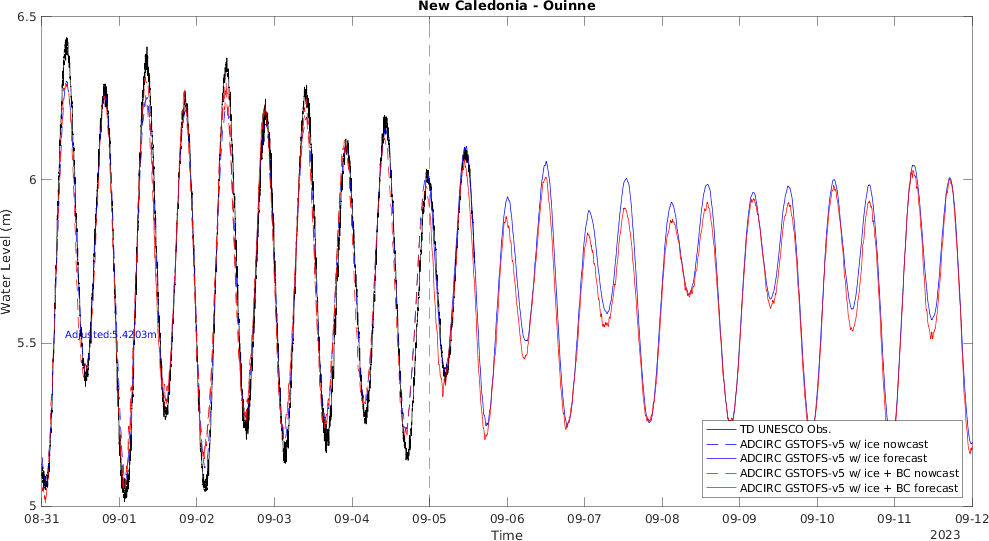 New Caledonia - Ouinne
6.5
6
5.5
5
Water Level (m)
Adjusted:5.4203m
TD UNESCO Obs.
ADCIRC GSTOFS-v5 w/ ice nowcast
ADCIRC GSTOFS-v5 w/ ice forecast
ADCIRC GSTOFS-v5 w/ ice + BC nowcast
ADCIRC GSTOFS-v5 w/ ice + BC forecast
08-31 09-01 09-02 09-03 09-04 09-05 09-06 09-07 09-08 09-09 09-10 09-11 09-12
Time
2023